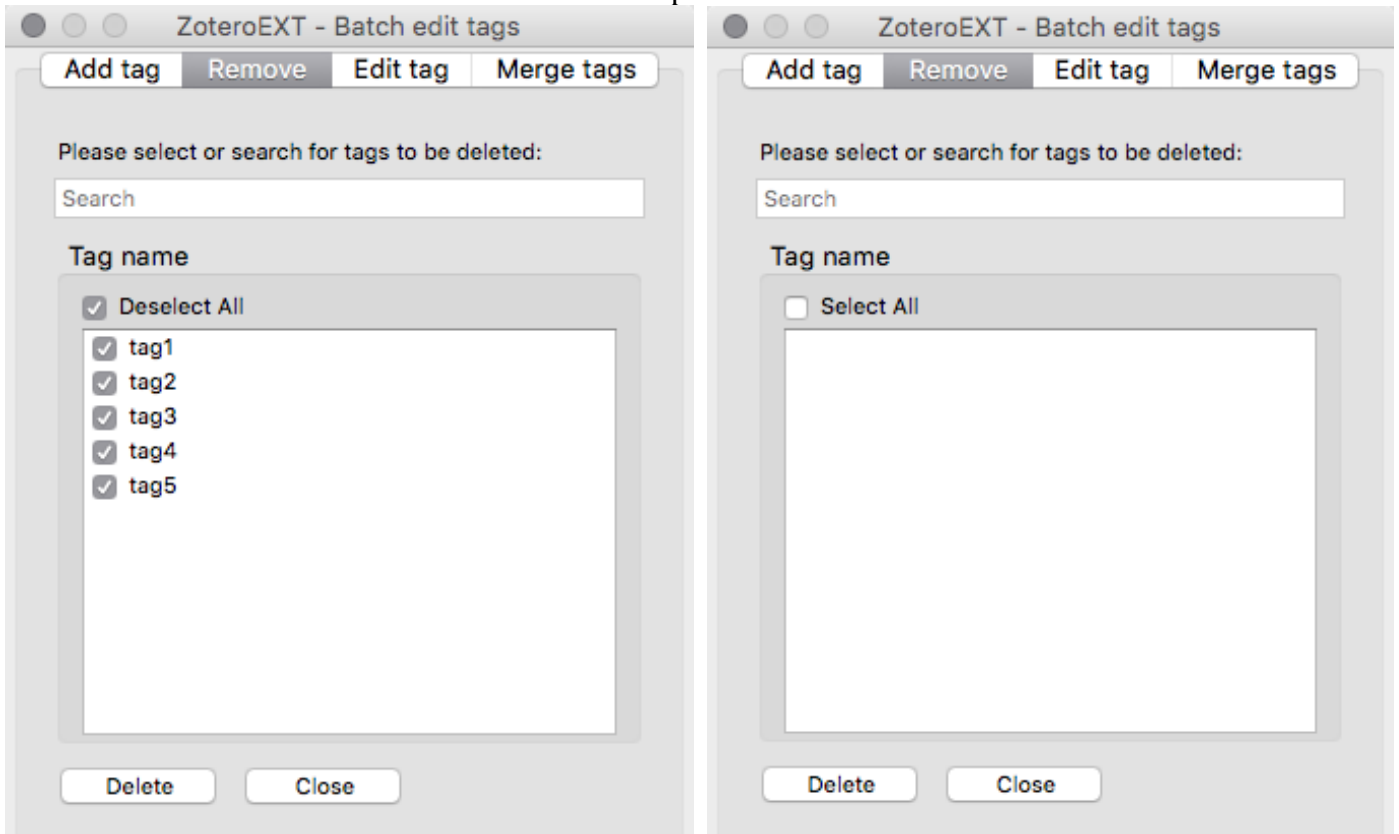 ZoteroEXT - Batch edit tags
Add tag Remove Edit tag Merge tags
Please select or search for tags to be deleted:
Search
Tag name
Deselect All
tag1
tag2
tag3
tag4
tag5
Delete Close
ZoteroEXT - Batch edit tags
Add tag Remove Edit tag Merge tags
Please select or search for tags to be deleted:
Search
Tag name
Select All
Delete Close